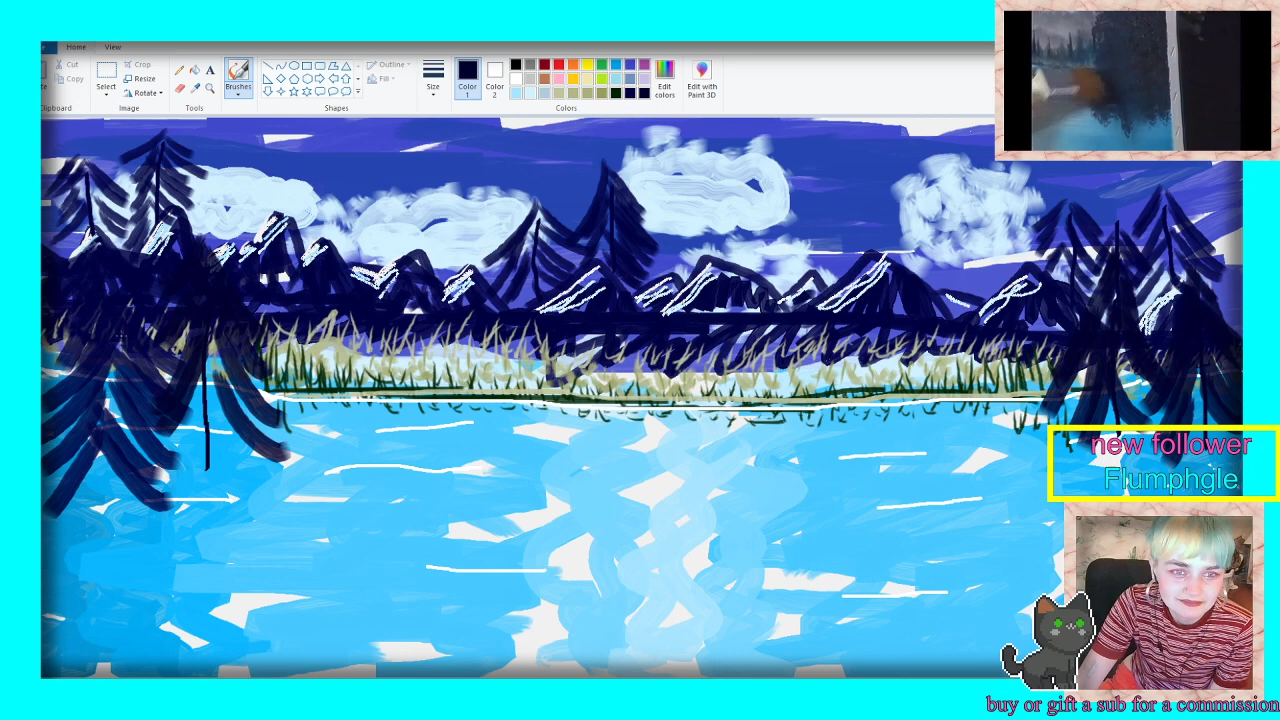 Home View
Cut
Copy
Clipboard
Select
Crop
Resize
Rotate
Image
A
Tools
Brushes
Outline
Fill
Shapes
Size
Color
1
Color
2
Edit
colors
Edit with
Paint 3D
Colors
new follower
Flumphgle
buy or gift a sub for a commission